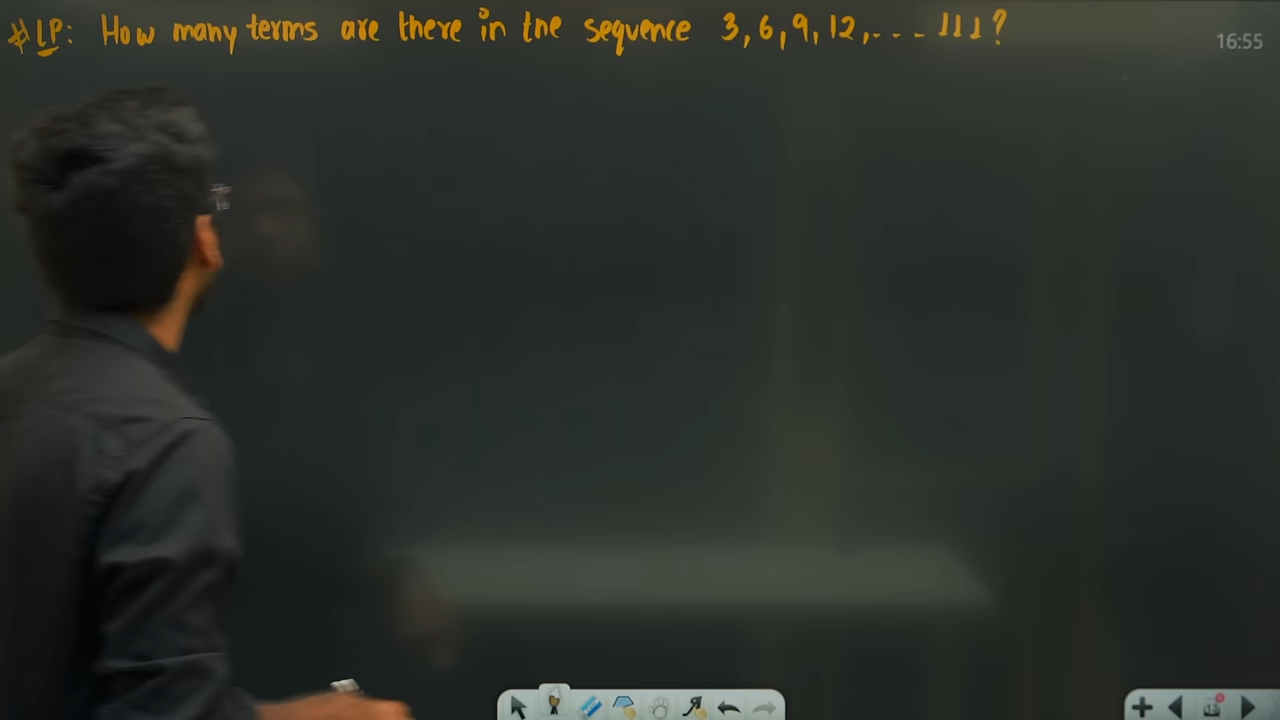 #LP: How many terms are there in the sequence 3, 6, 9, 12, . . . 111?
16:55